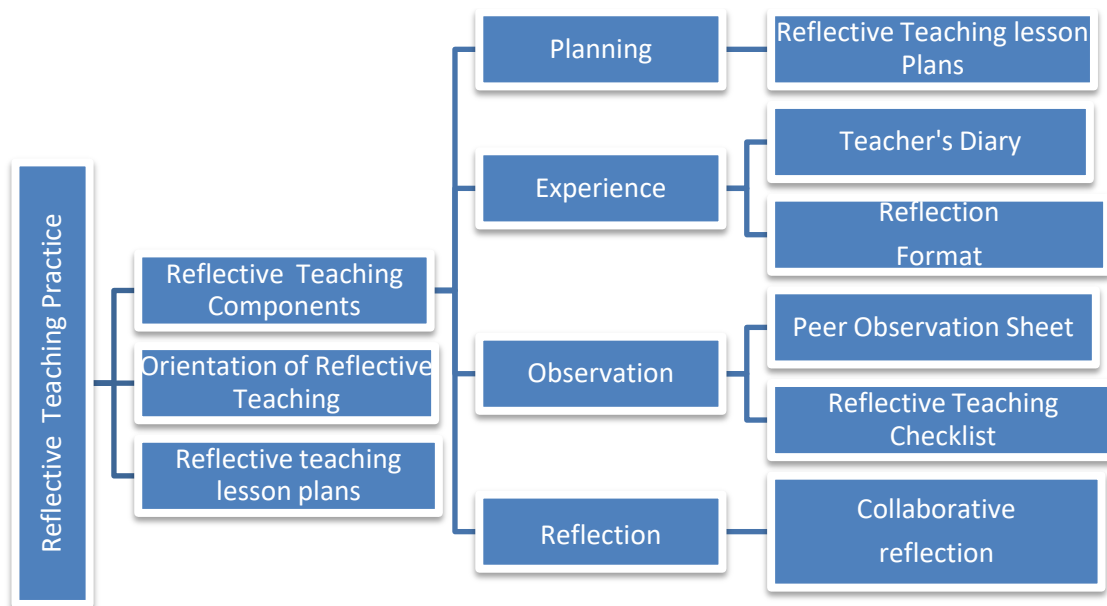 Reflective Teaching Practice
Reflective Teaching
Components
Orientation of Reflective
Teaching
Reflective teaching
lesson plans
Planning
Experience
Observation
Reflection
Reflective Teaching lesson
Plans
Teacher's Diary
Reflection
Format
Peer Observation Sheet
Reflective Teaching
Checklist
Collaborative
reflection